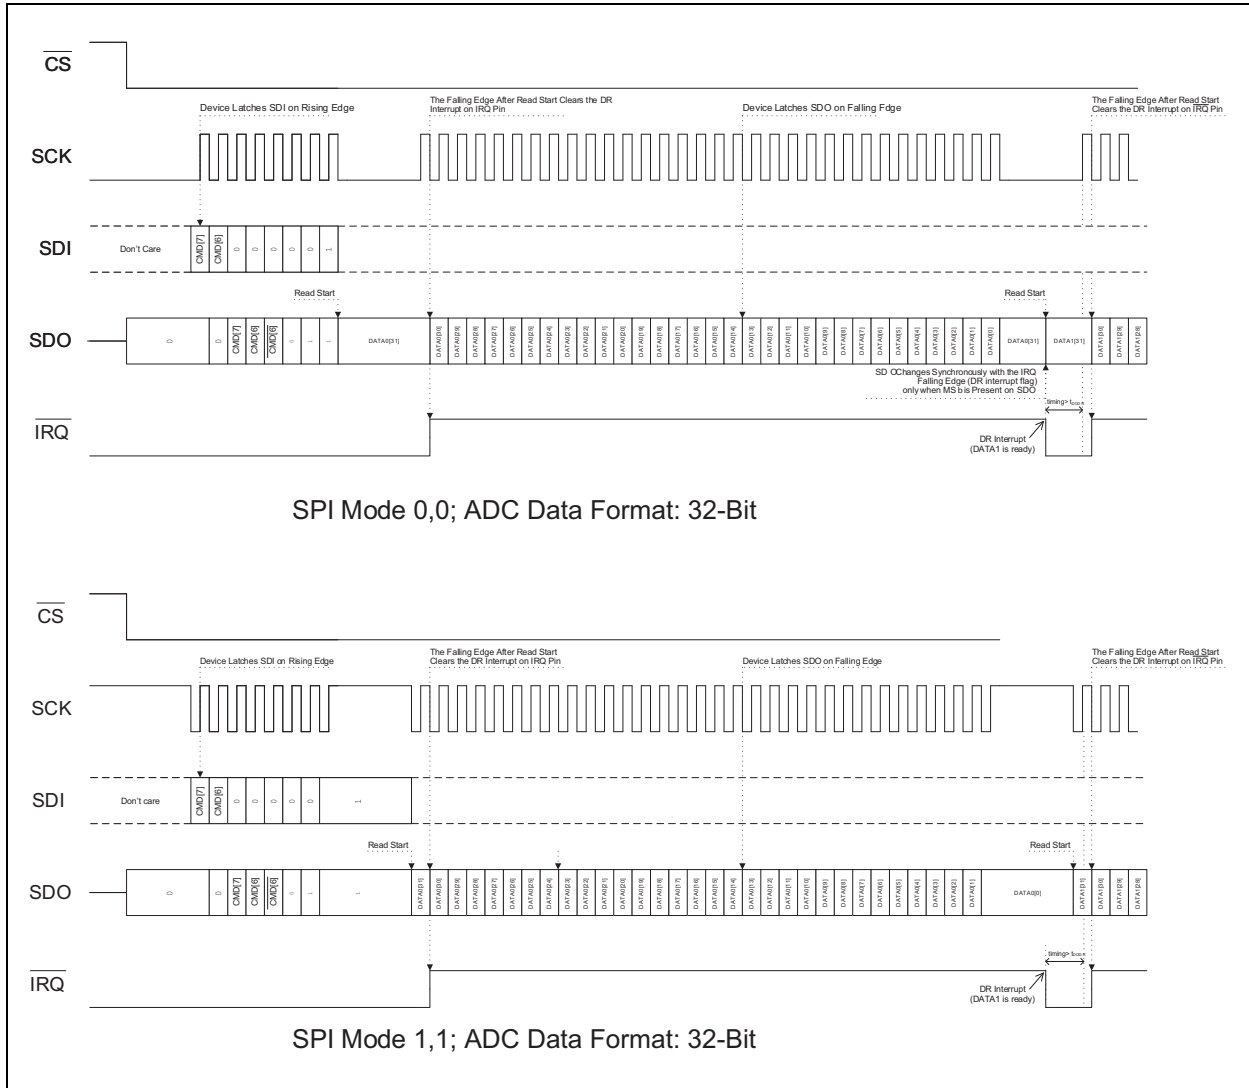 CS
Device Latches SDI on Rising Edge
The Falling Edge After Read Start Clears the DR
Interrupt on IRQ Pin
Device Latches SDO on Falling Fdge
The Falling Edge After Read Start
Clears the DR Interrupt on IRQ Pin
SCK
SDI
Don't Care
CMD[7] CMD[6] 0 0 0 0 0 1
Read Start
Read Start
SDO
0 0 CMD[7] CMD[6] CMD[6] 0 1 1 DATA0[31] DATA0[30] DATA0[29] DATA0[28] DATA0[27] DATA0[26] DATA0[25] DATA0[24] DATA0[23] DATA0[22] DATA0[21] DATA0[20] DATA0[19] DATA0[18] DATA0[17] DATA0[16] DATA0[15] DATA0[14] DATA0[13] DATA0[12] DATA0[11] DATA0[10] DATA0[9] DATA0[8] DATA0[7] DATA0[6] DATA0[5] DATA0[4] DATA0[3] DATA0[2] DATA0[1] DATA0[0] DATA0[31] DATA1[31] DATA1[30] DATA1[29] DATA1[28]
SD OChanges Synchronously with the IRQ
Falling Edge (DR interrupt flag)
only when MS b is Present on SDO
timing>
IRQ
DR Interrupt
(DATA1 is ready)
SPI Mode 0,0; ADC Data Format: 32-Bit
CS
Device Latches SDI on Rising Edge
The Falling Edge After Read Start
Clears the DR Interrupt on IRQ Pin
Device Latches SDO on Falling Edge
The Falling Edge After Read Start
Clears the DR Interrupt on IRQ Pin
SCK
SDI
Don't care
CMD[7] CMD[6] 0 0 0 0 0 1
Read Start
Read Start
SDO
0 0 CMD[7] CMD[6] CMD[6] 0 1 1 DATA0[31] DATA0[30] DATA0[29] DATA0[28] DATA0[27] DATA0[26] DATA0[25] DATA0[24] DATA0[23] DATA0[22] DATA0[21] DATA0[20] DATA0[19] DATA0[18] DATA0[17] DATA0[16] DATA0[15] DATA0[14] DATA0[13] DATA0[12] DATA0[11] DATA0[10] DATA0[9] DATA0[8] DATA0[7] DATA0[6] DATA0[5] DATA0[4] DATA0[3] DATA0[2] DATA0[1] DATA0[0] DATA1[31] DATA1[30] DATA1[29] DATA1[28]
timing>
IRQ
DR Interrupt
(DATA1 is ready)
SPI Mode 1,1; ADC Data Format: 32-Bit